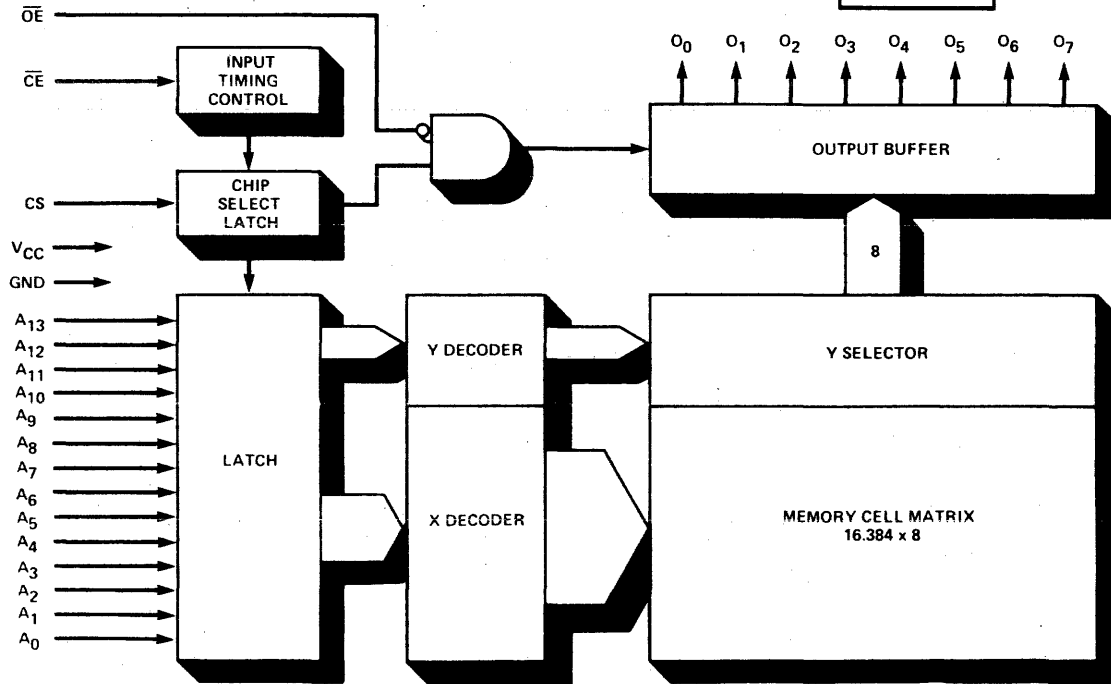 OE
CE
CS
VCC
GND
A13
A12
A11
A10
A9
A8
A7
A6
A5
A4
A3
A2
A1
A0
INPUT
TIMING
CONTROL
CHIP
SELECT
LATCH
LATCH
Y DECODER
X DECODER
O0 O1 O2 O3 O4 O5 O6 O7
OUTPUT BUFFER
8
Y SELECTOR
MEMORY CELL MATRIX
16.384 x 8